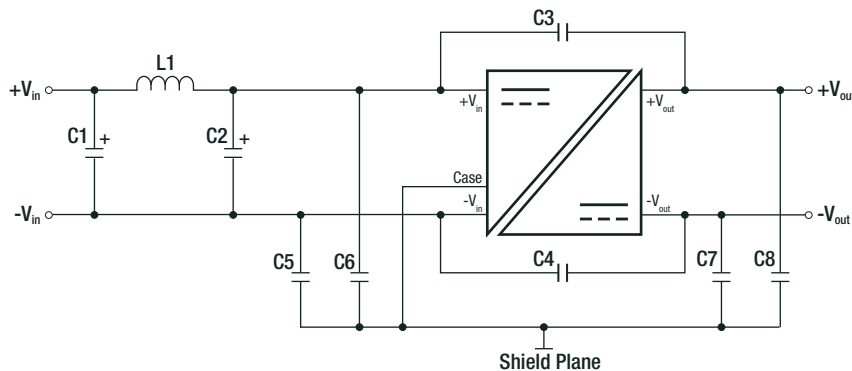 C3
L1
+Vin
+Vou
+Vin
+Vout
C1
+
C2
+
Case
-Vin
-Vin
-Vout
-Vout
C5
C6
C4
C7
C8
Shield Plane